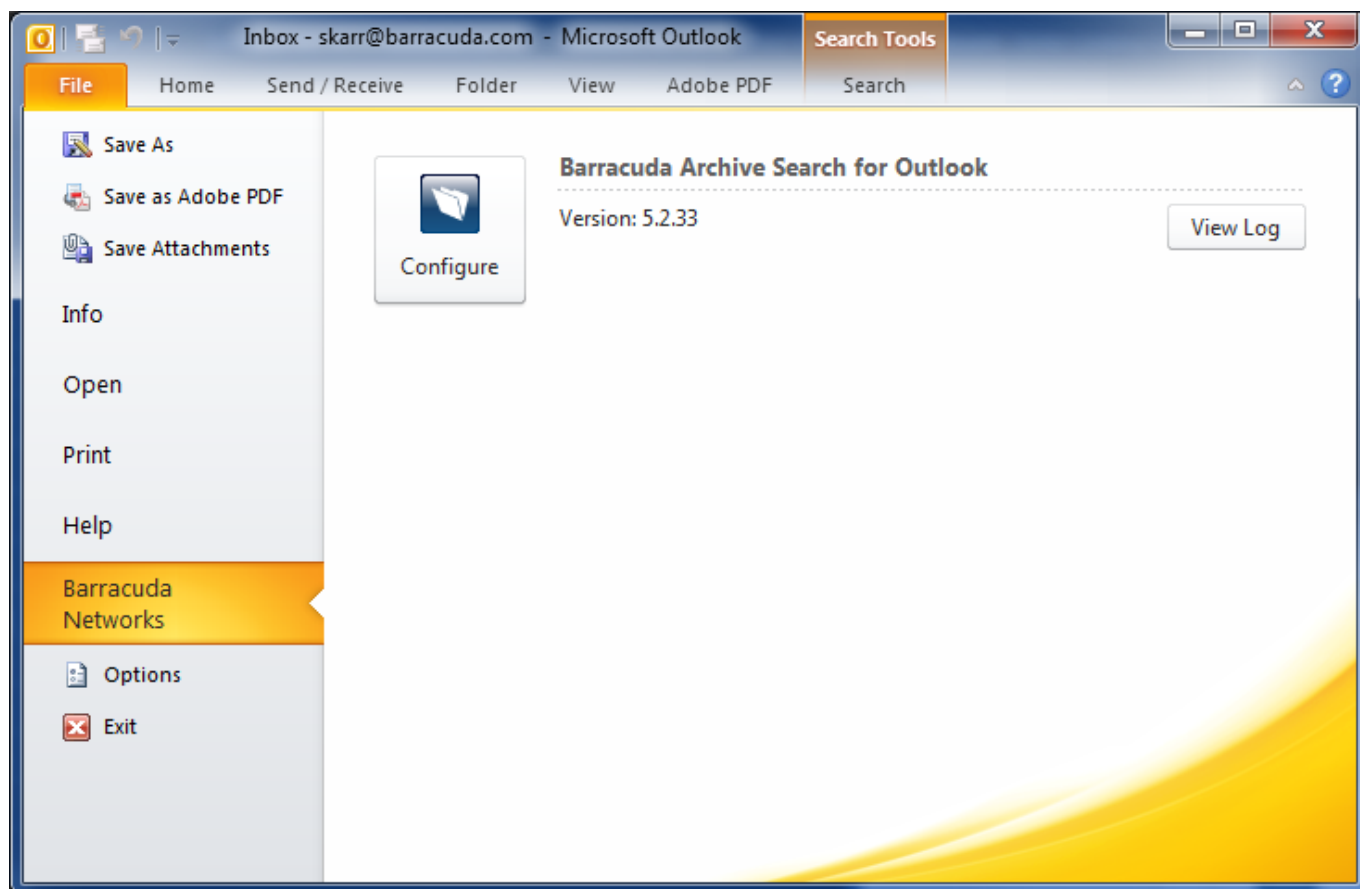 Inbox - skarr@barracuda.com - Microsoft Outlook
Search Tools
File Home Send / Receive Folder View Adobe PDF Search
Save As
Save as Adobe PDF
Save Attachments
Info
Open
Print
Help
Barracuda
Networks
Options
Exit
Configure
Barracuda Archive Search for Outlook
Version: 5.2.33
View Log